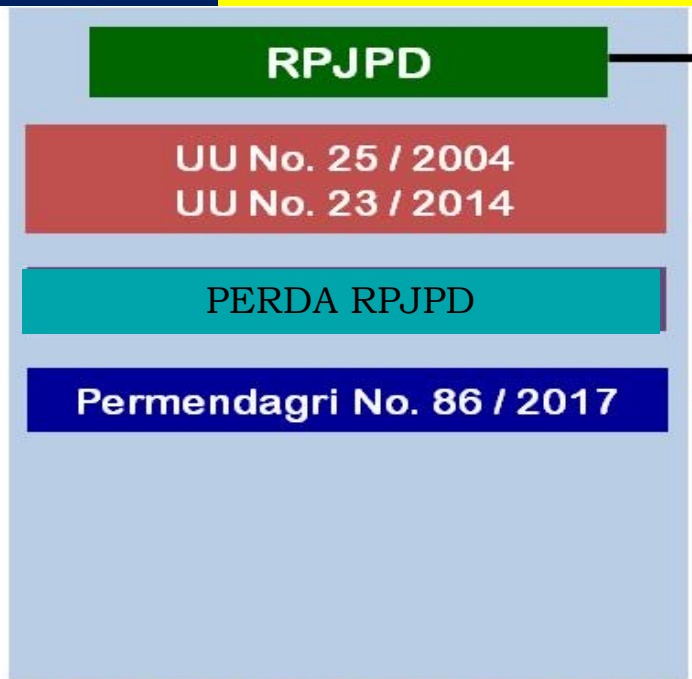 RPJPD
UU No. 25 / 2004
UU No. 23 / 2014
PERDA RPJPD
Permendagri No. 86 / 2017